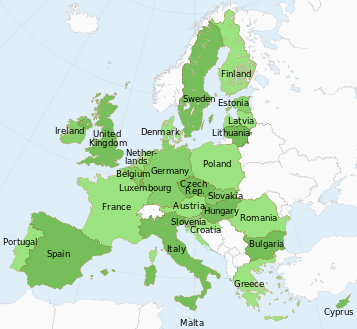 Finland
Sweden
Estonia
Latvia
Lithuania
Denmark
Ireland
United
Kingdom
Nether-
lands
Poland
Belgium
Germany
Luxembourg
Czech
Rep.
Slovakia
France
Austria
Hungary
Slovenia
Romania
Croatia
Portugal
Spain
Italy
Bulgaria
Greece
Cyprus
Malta